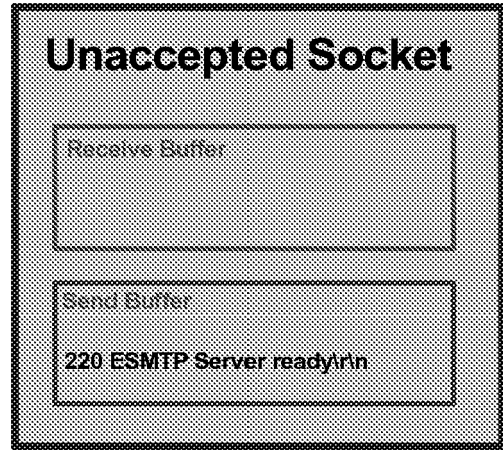 Unaccepted Socket
Receive Buffer
Send Buffer
220 ESMTP Server ready\r\n